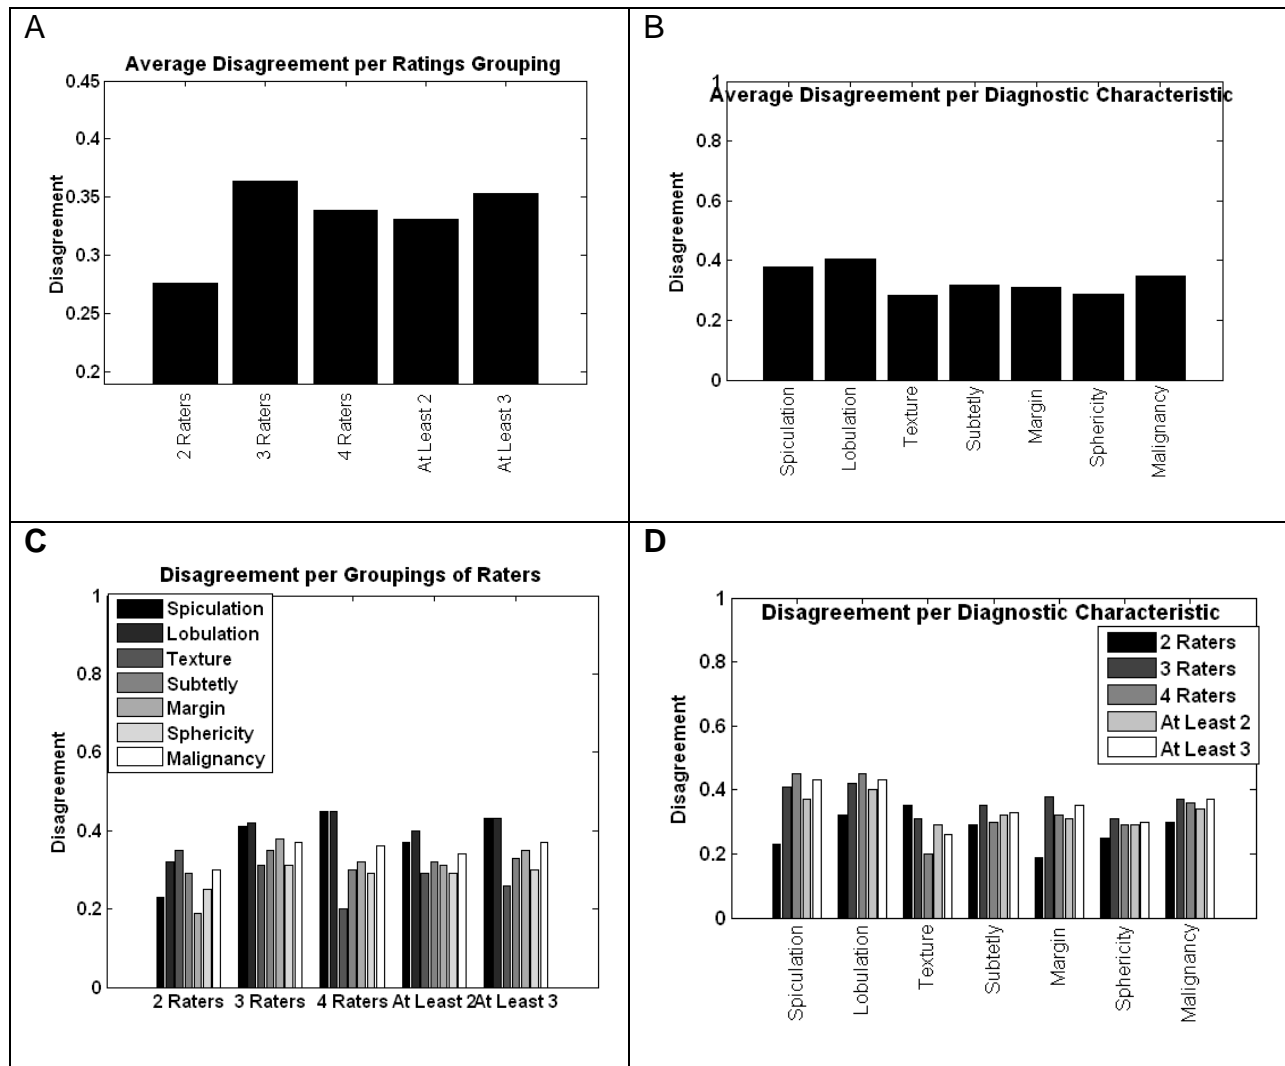 A
Average Disagreement per Ratings Grouping
0.45
0.4
0.35
0.3
0.25
0.2
Disagreement
2 Raters
3 Raters
4 Raters
At Least 2
At Least 3
B
Average Disagreement per Diagnostic Characteristic
1
0.8
0.6
0.4
0.2
0
Disagreement
Spiculation
Lobulation
Texture
Subtetly
Margin
Sphericity
Malignancy
C
Disagreement per Groupings of Raters
1
0.8
0.6
0.4
0.2
0
Disagreement
Spiculation
Lobulation
Texture
Subtetly
Margin
Sphericity
Malignancy
2 Raters
3 Raters
4 Raters
At Least 2
At Least 3
D
Disagreement per Diagnostic Characteristic
1
0.8
0.6
0.4
0.2
0
Disagreement
2 Raters
3 Raters
4 Raters
At Least 2
At Least 3
Spiculation
Lobulation
Texture
Subtetly
Margin
Sphericity
Malignancy